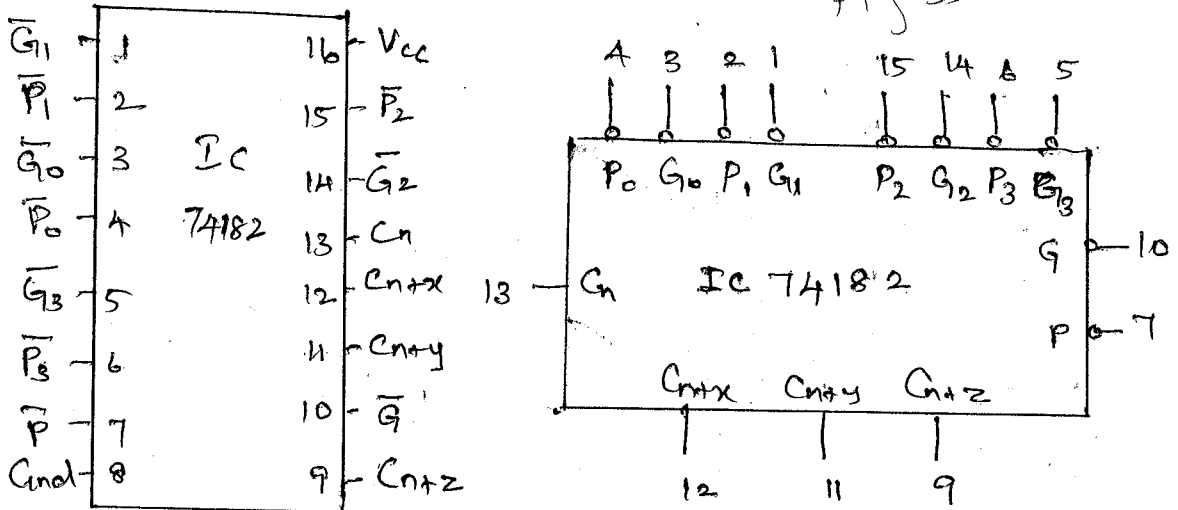 G̅₁ 1 16 Vcc
P̅₁ 2 15 P̅₂
G̅₀ 3 IC 14 G̅₂
P̅₀ 4 74182 13 Cn
G̅₃ 5 12 Cn+x
P̅₃ 6 11 Cn+y
P̅ 7 10 G̅
Gnd 8 9 Cn+z
4 3 2 1 15 14 6 5
P₀ G₀ P₁ G₁ P₂ G₂ P₃ G₃
G 10
13 Cn IC 74182
P 7
Cn+x Cn+y Cn+z
12 11 9